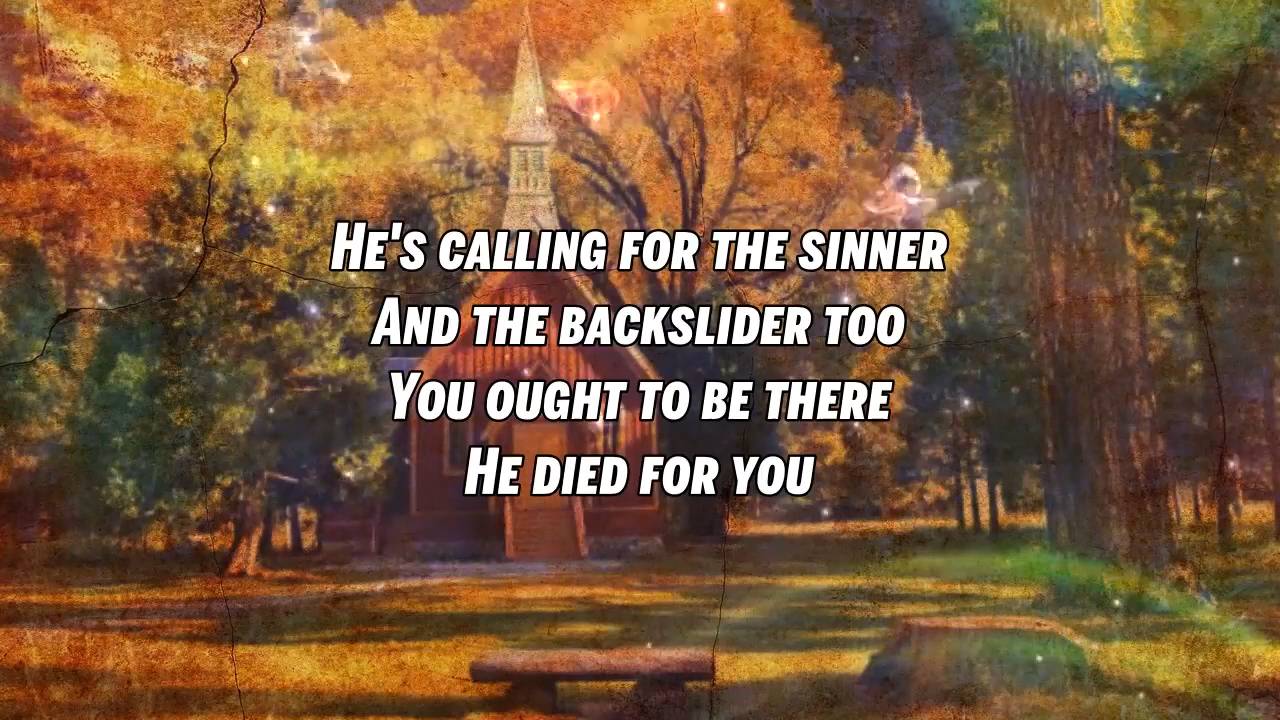 He's calling for the sinner
And the backslider too
You ought to be there
He died for you